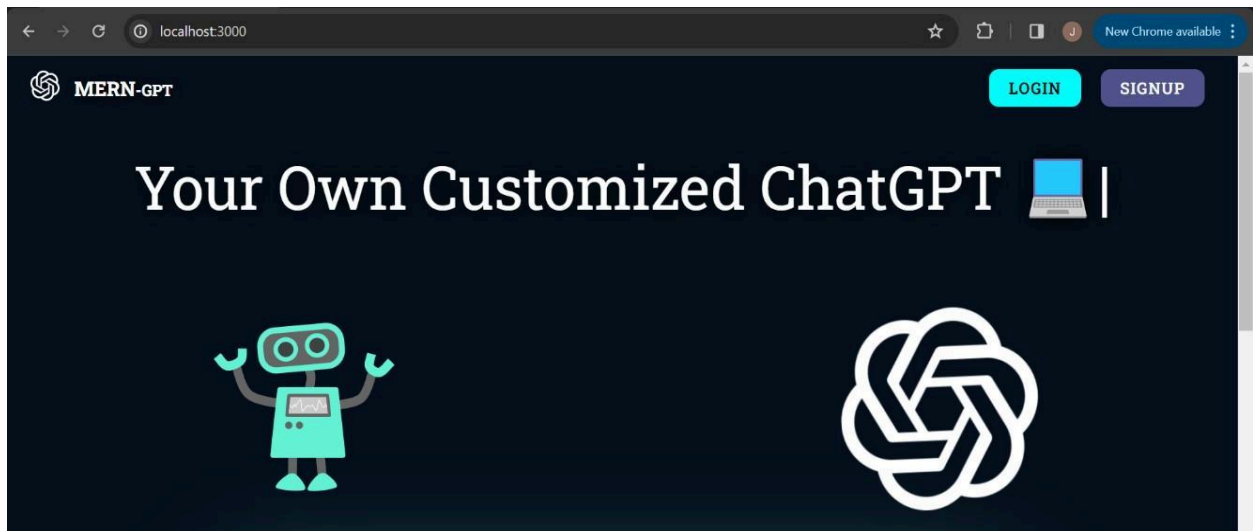 localhost:3000
New Chrome available
J
MERN-GPT
LOGIN
SIGNUP
Your Own Customized ChatGPT 💻|